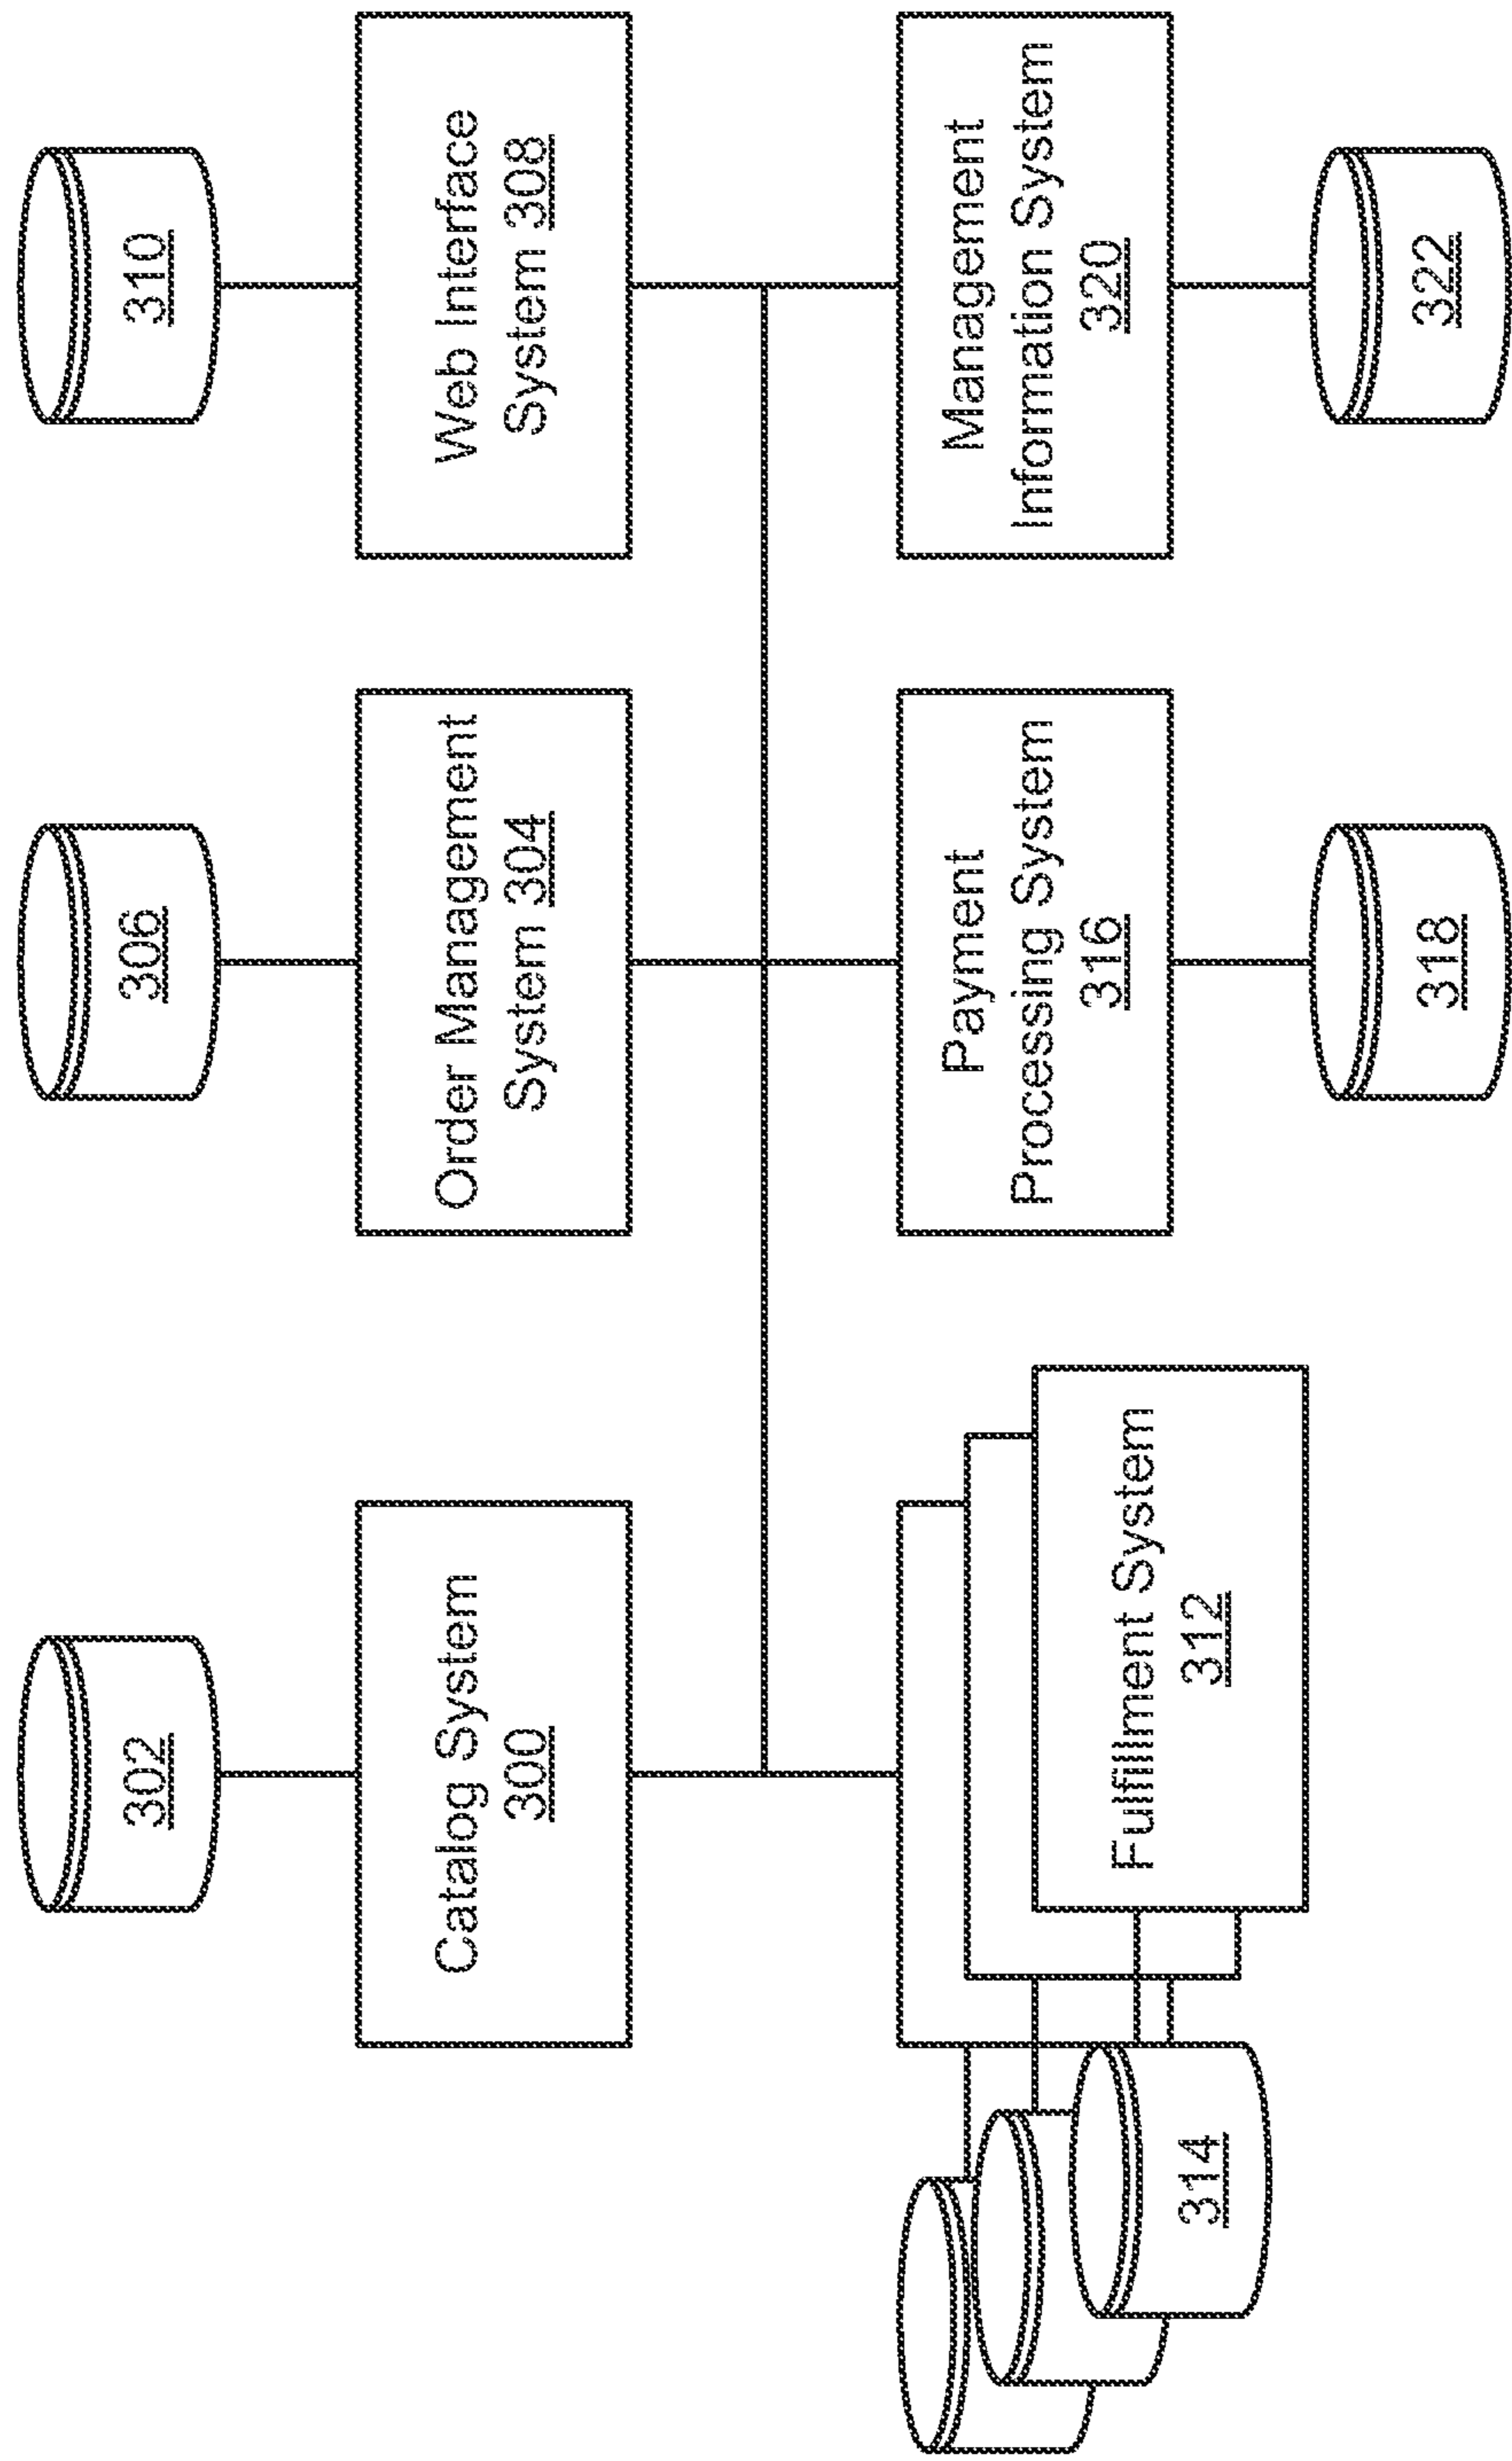 302
306
310
Catalog System
300
Order Management
System 304
Web Interface
System 308
314
Fulfillment System
312
Payment
Processing System
316
Management
Information System
320
318
322